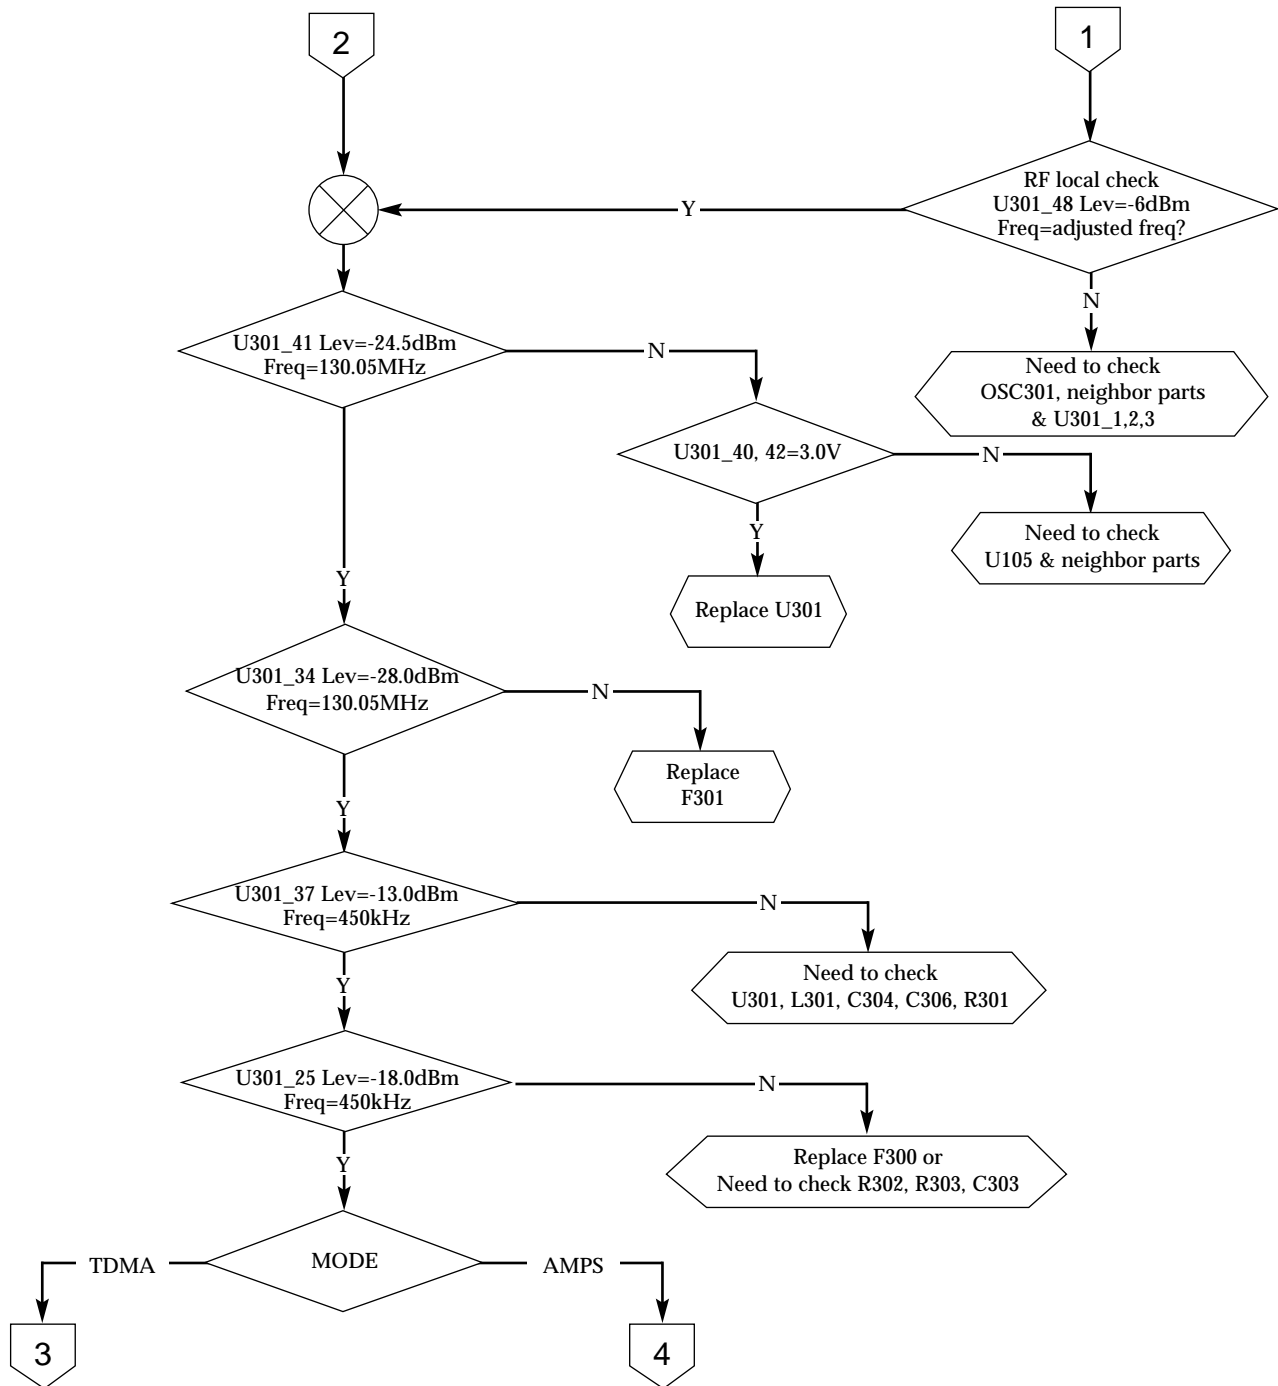 2
1
RF local check
U301_48 Lev=-6dBm
Freq=adjusted freq?
Y
N
U301_41 Lev=-24.5dBm
Freq=130.05MHz
N
Need to check
OSC301, neighbor parts
& U301_1,2,3
U301_40, 42=3.0V
N
Y
Need to check
U105 & neighbor parts
Y
Replace U301
U301_34 Lev=-28.0dBm
Freq=130.05MHz
N
Replace
F301
Y
U301_37 Lev=-13.0dBm
Freq=450kHz
N
Need to check
U301, L301, C304, C306, R301
Y
U301_25 Lev=-18.0dBm
Freq=450kHz
N
Replace F300 or
Need to check R302, R303, C303
Y
MODE
TDMA
AMPS
3
4